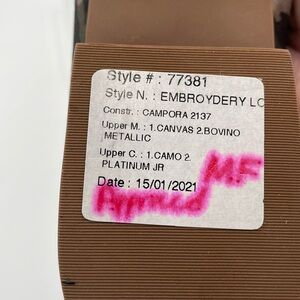 Style # : 77381
Style N. : EMBROYDERY LO
Constr. : CAMPORA 2137
Upper M. : 1.CANVAS 2.BOVINO
METALLIC
Upper C. : 1.CAMO 2.
PLATINUM JR
M.F
Date : 15/01/2021
Approved